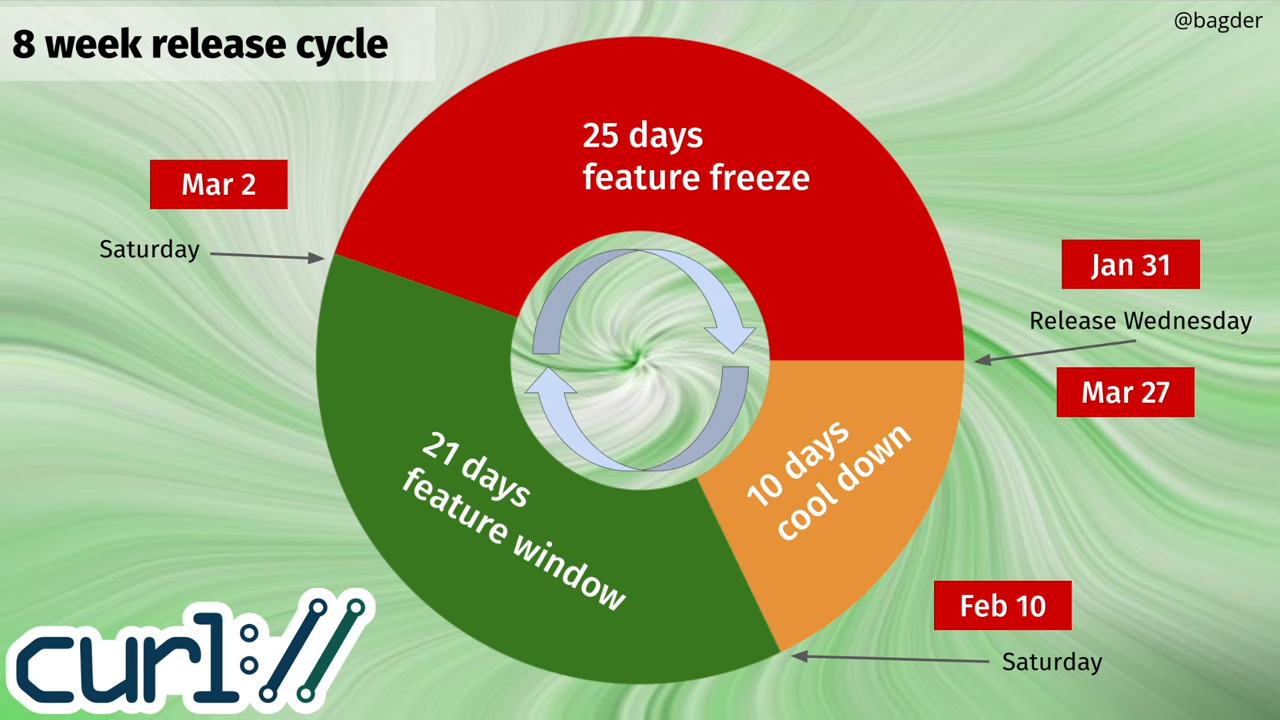 8 week release cycle
@bagder
25 days
feature freeze
Mar 2
Saturday
Jan 31
Release Wednesday
Mar 27
10 days
cool down
21 days
feature window
Feb 10
Saturday
curl://